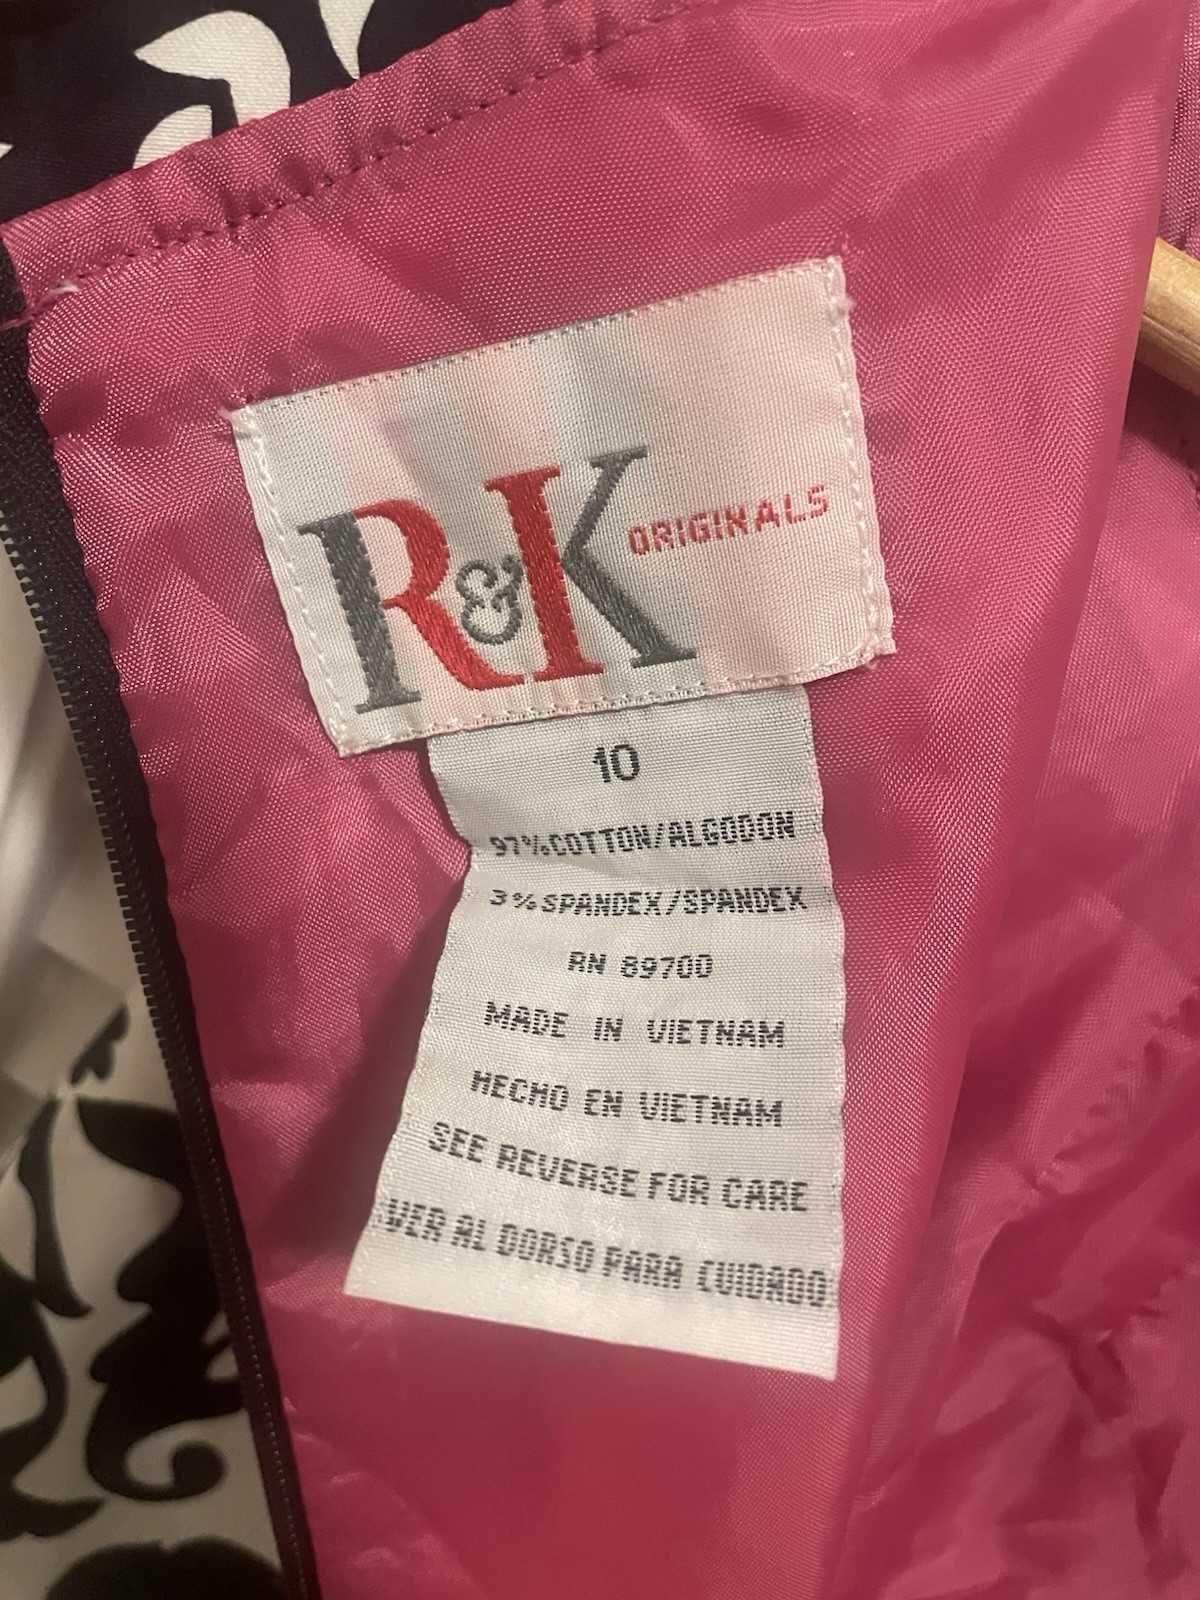 R&K ORIGINALS
10
97%COTTON/ALGODON
3%SPANDEX/SPANDEX
RN 89700
MADE IN VIETNAM
HECHO EN VIETNAM
SEE REVERSE FOR CARE
VER AL DORSO PARA CUIDADO